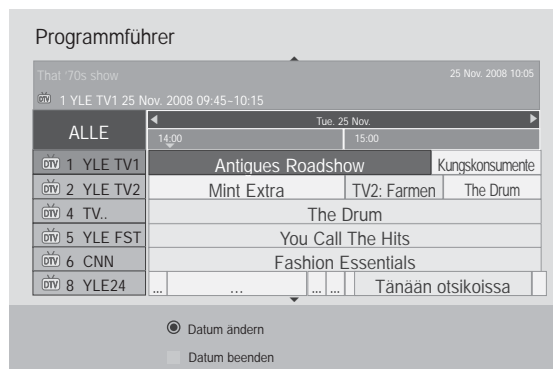 Programmführer
That '70s show 25 Nov. 2008 10:05
DTV 1 YLE TV1 25 Nov. 2008 09:45~10:15
ALLE Tue. 25 Nov.
14:00 15:00
DTV 1 YLE TV1 Antigues Roadshow Kungskonsumente
DTV 2 YLE TV2 Mint Extra TV2: Farmen The Drum
DTV 4 TV.. The Drum
DTV 5 YLE FST You Call The Hits
DTV 6 CNN Fashion Essentials
DTV 8 YLE24 ... ... ... ... Tänään otsikoissa
Datum ändern
Datum beenden